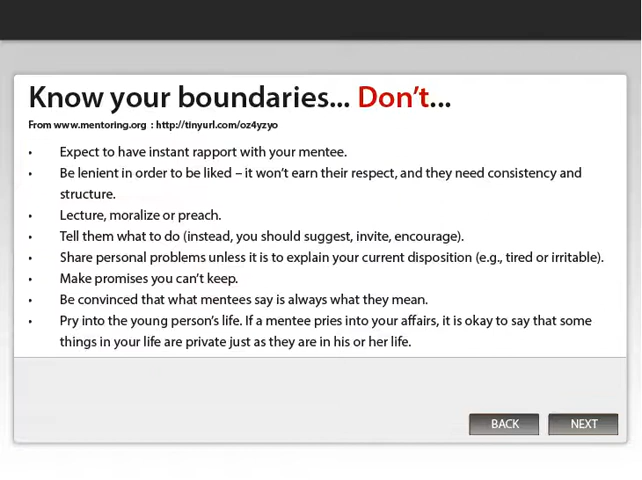 Know your boundaries... Don't...
From www.mentoring.org : http://tinyurl.com/oz4yzyo
• Expect to have instant rapport with your mentee.
• Be lenient in order to be liked – it won't earn their respect, and they need consistency and
structure.
• Lecture, moralize or preach.
• Tell them what to do (instead, you should suggest, invite, encourage).
• Share personal problems unless it is to explain your current disposition (e.g., tired or irritable).
• Make promises you can't keep.
• Be convinced that what mentees say is always what they mean.
• Pry into the young person's life. If a mentee pries into your affairs, it is okay to say that some
things in your life are private just as they are in his or her life.
BACK NEXT